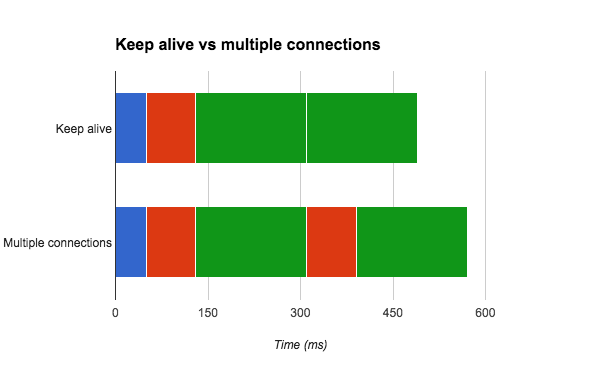 Keep alive vs multiple connections
Keep alive
Multiple connections
0 150 300 450 600
Time (ms)